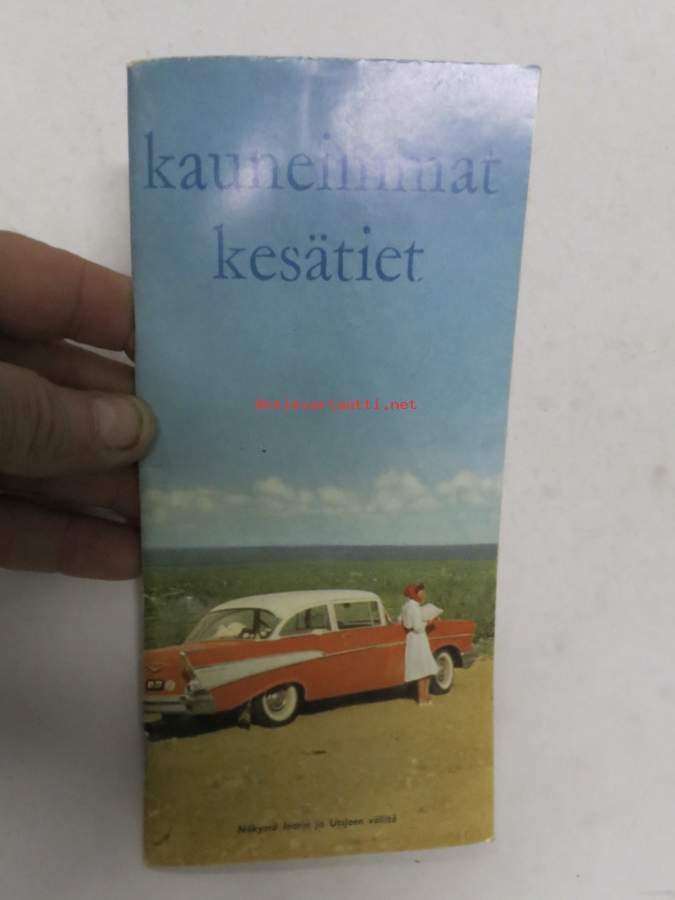 kauneimmat
kesätiet
Antikvariaatti.net
Näkymä Inarin ja Utsjoen väliltä